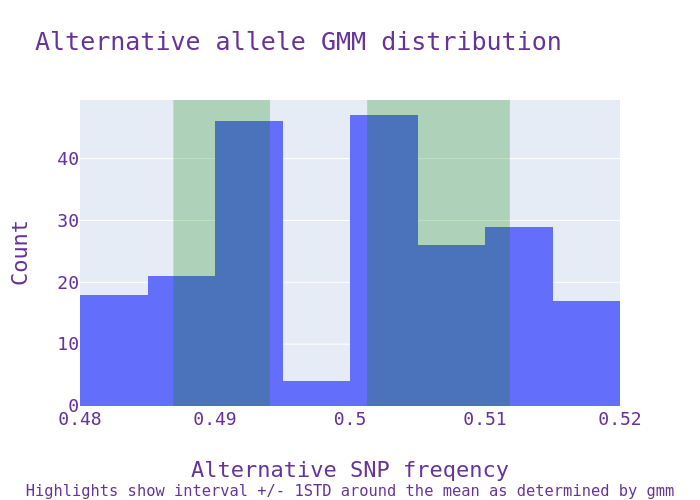 Alternative allele GMM distribution
40
30
20
10
0
Count
0.48 0.49 0.5 0.51 0.52
Alternative SNP freqency
Highlights show interval +/- 1STD around the mean as determined by gmm